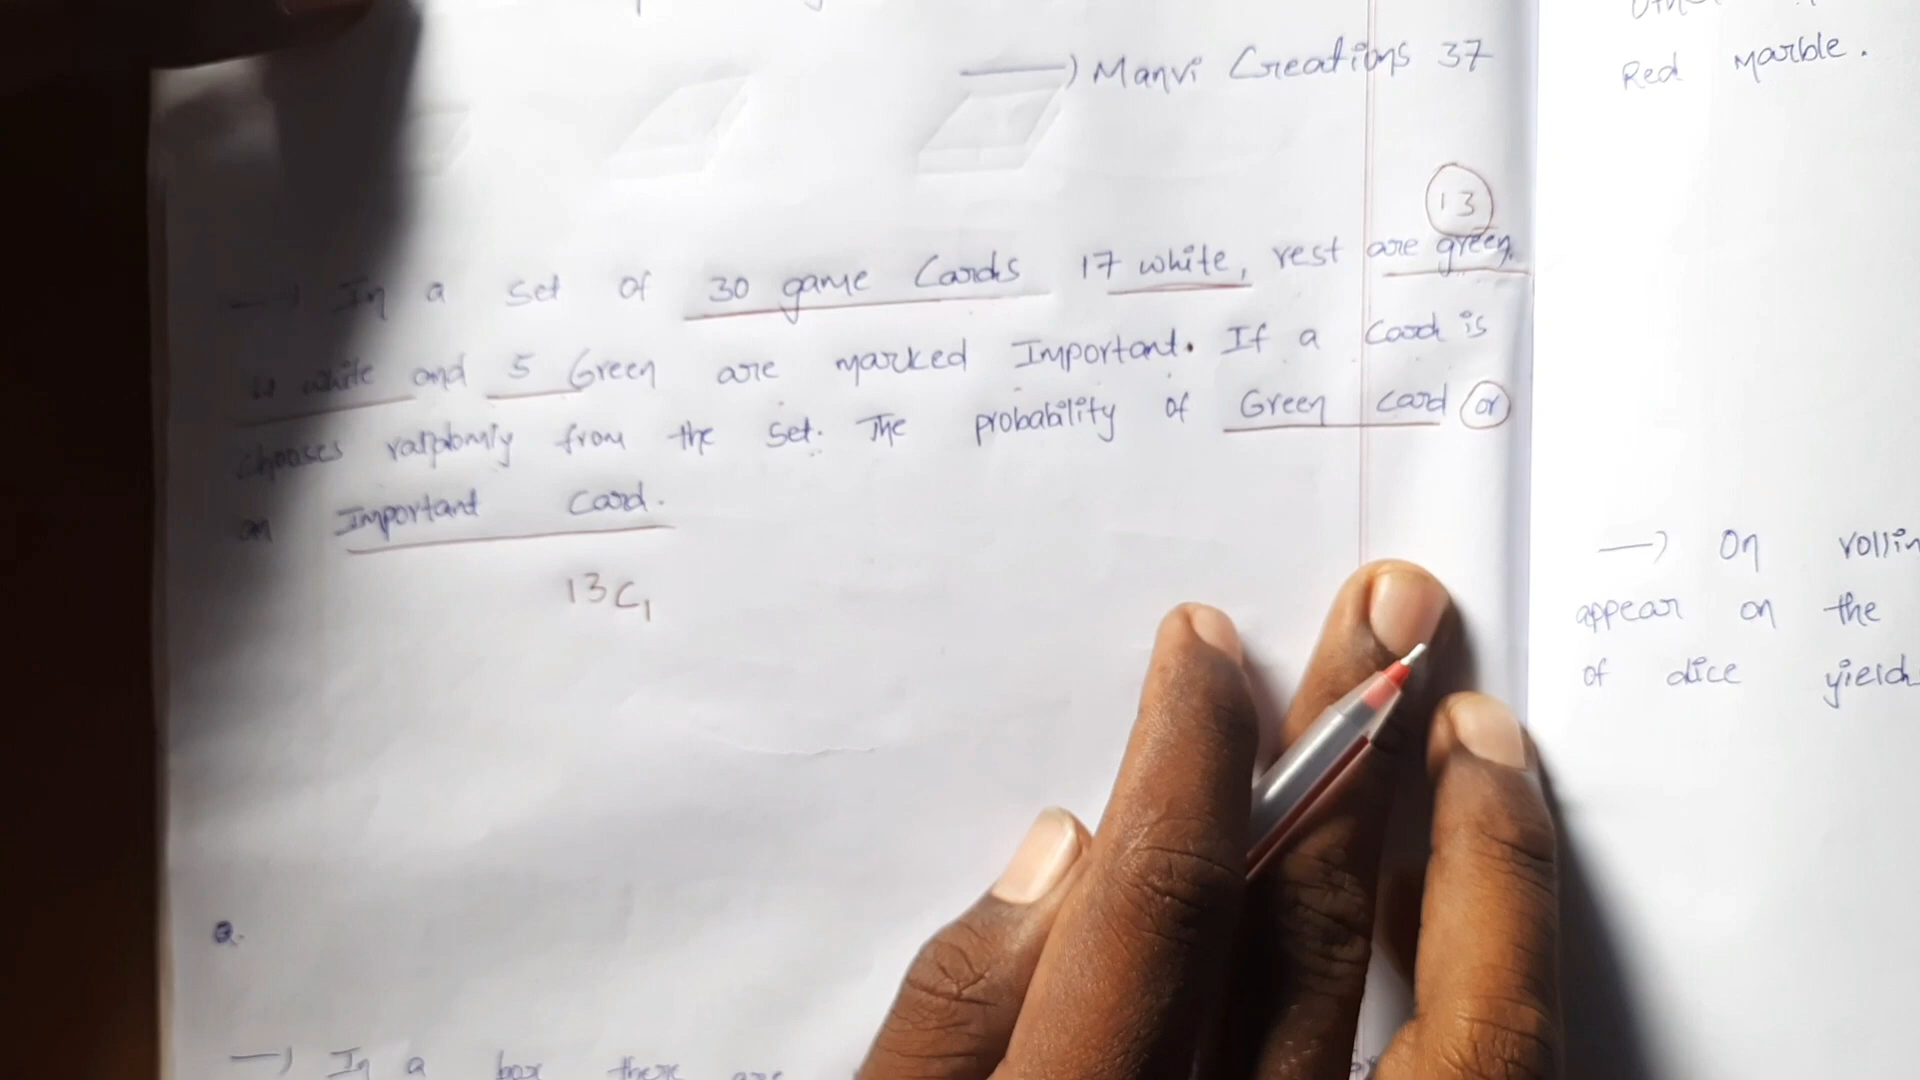 Manvi Creations 37
13
In a set of 30 game Cards 17 white, rest are green.
white and 5 Green are marked Important. If a Card is
chooses randomly from the set. The probability of Green card or
an Important Card.
13C₁
Q.
In a box there are
Red Marble.
On
appear on the
of dice